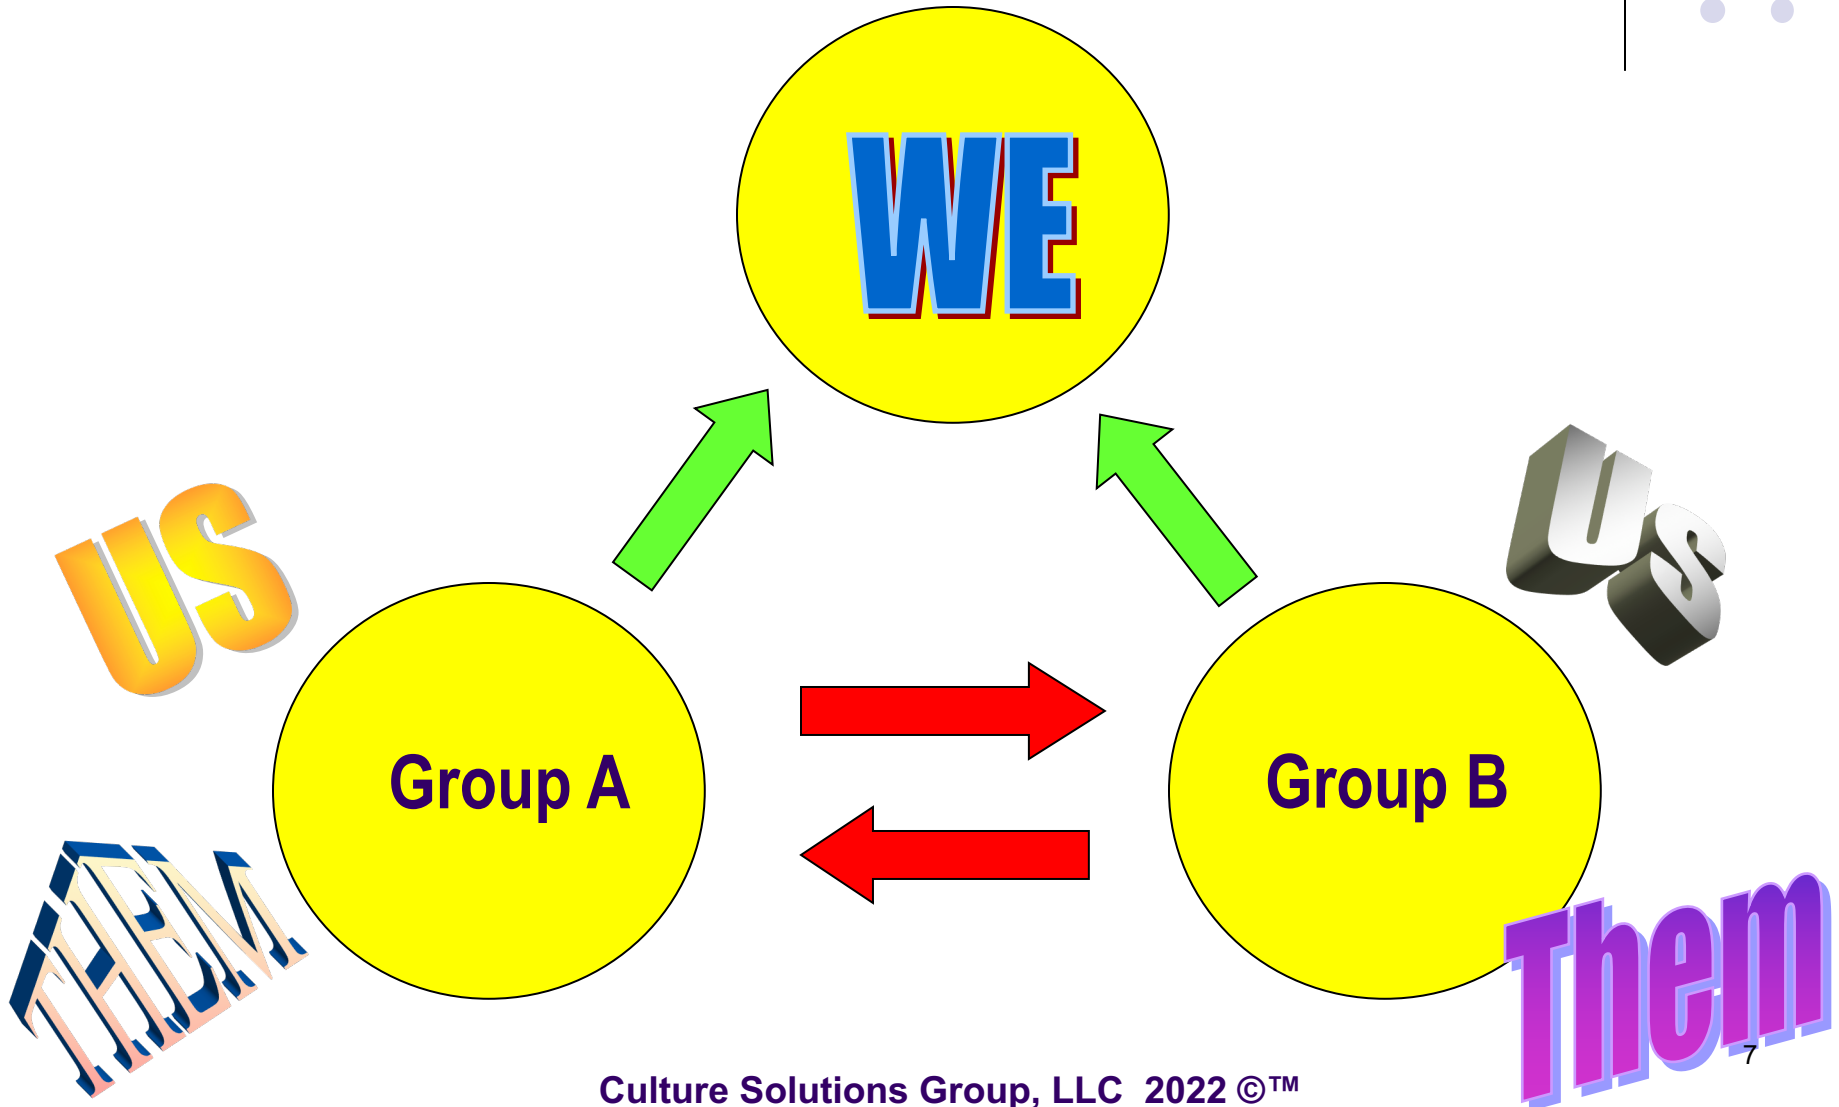 WE
US
Us
Group A
Group B
THEM
Them
7
Culture Solutions Group, LLC 2022 ©™